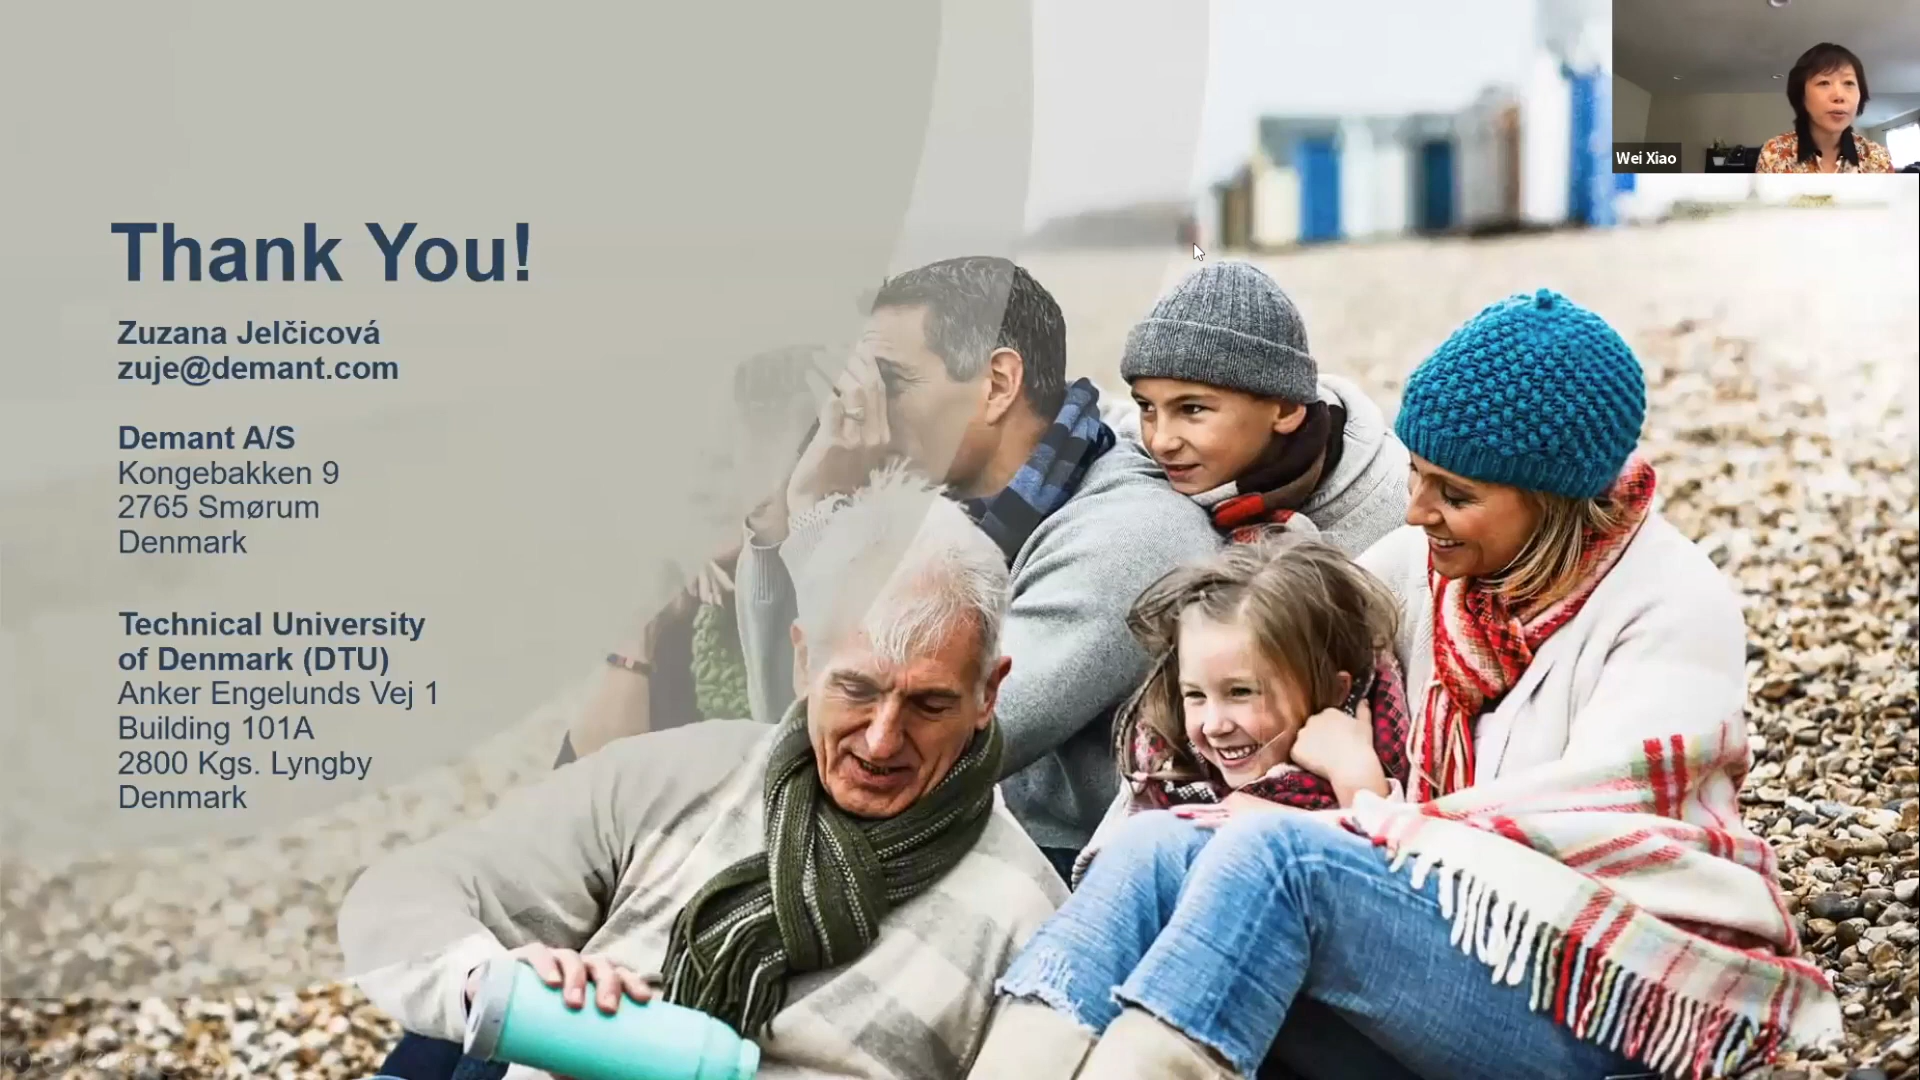 Wei Xiao
Thank You!
Zuzana Jelčicová
zuje@demant.com
Demant A/S
Kongebakken 9
2765 Smørum
Denmark
Technical University
of Denmark (DTU)
Anker Engelunds Vej 1
Building 101A
2800 Kgs. Lyngby
Denmark